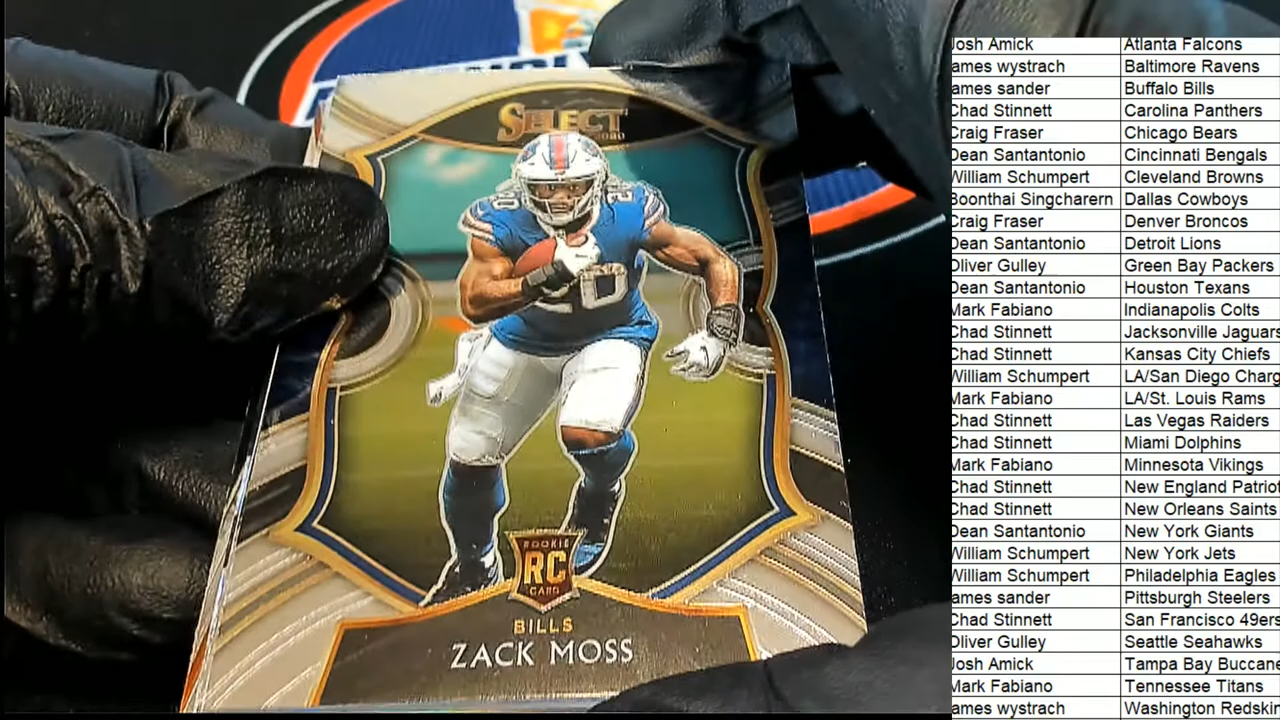 SELECT
2020
20
20
ROOKIE
RC
CARD
BILLS
ZACK MOSS
Josh Amick Atlanta Falcons
ames wystrach Baltimore Ravens
ames sander Buffalo Bills
Chad Stinnett Carolina Panthers
Craig Fraser Chicago Bears
Dean Santantonio Cincinnati Bengals
William Schumpert Cleveland Browns
Boonthai Singcharern Dallas Cowboys
Craig Fraser Denver Broncos
Dean Santantonio Detroit Lions
Oliver Gulley Green Bay Packers
Dean Santantonio Houston Texans
Mark Fabiano Indianapolis Colts
Chad Stinnett Jacksonville Jaguars
Chad Stinnett Kansas City Chiefs
William Schumpert LA/San Diego Charg
Mark Fabiano LA/St. Louis Rams
Chad Stinnett Las Vegas Raiders
Chad Stinnett Miami Dolphins
Mark Fabiano Minnesota Vikings
Chad Stinnett New England Patriot
Chad Stinnett New Orleans Saints
Dean Santantonio New York Giants
William Schumpert New York Jets
William Schumpert Philadelphia Eagles
ames sander Pittsburgh Steelers
Chad Stinnett San Francisco 49ers
Oliver Gulley Seattle Seahawks
Josh Amick Tampa Bay Buccane
Mark Fabiano Tennessee Titans
ames wystrach Washington Redskin